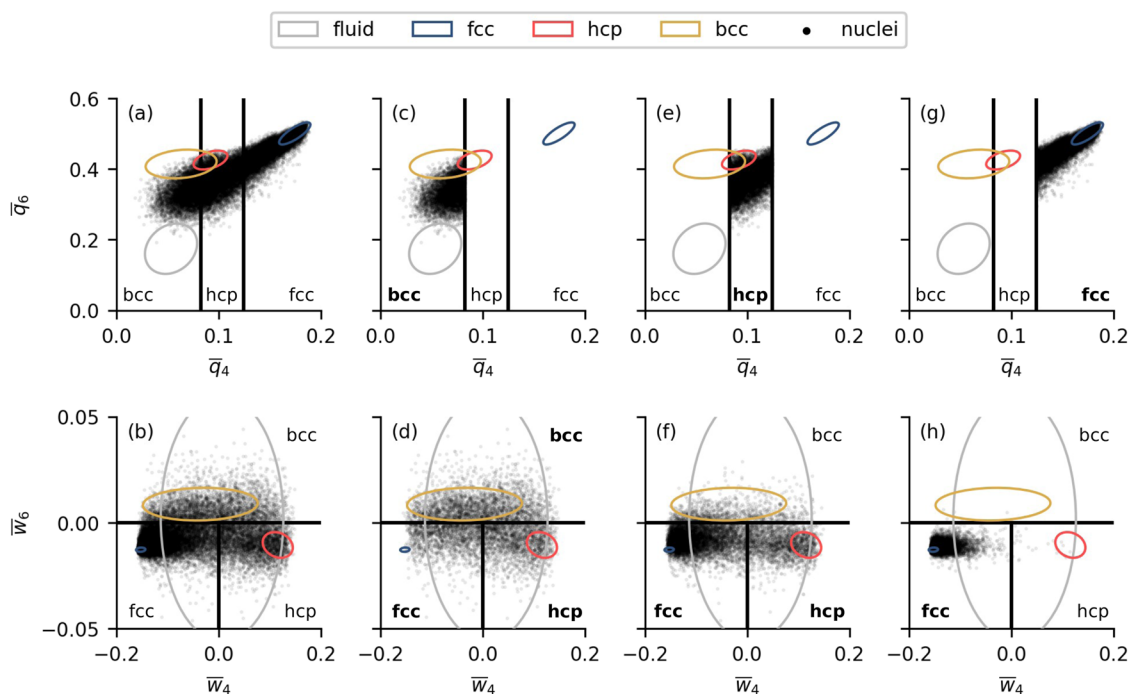 fluid fcc hcp bcc nuclei
(a) (c) (e) (g)
0.6
0.4
0.2
0.0
q̅₆
bcc hcp fcc
bcc hcp fcc
bcc hcp fcc
bcc hcp fcc
0.0 0.1 0.2
0.0 0.1 0.2
0.0 0.1 0.2
0.0 0.1 0.2
q̅₄ q̅₄ q̅₄ q̅₄
(b) (d) (f) (h)
0.05
0.00
−0.05
w̅₆
bcc bcc bcc bcc
fcc hcp
fcc hcp
fcc hcp
fcc hcp
−0.2 0.0 0.2
−0.2 0.0 0.2
−0.2 0.0 0.2
−0.2 0.0 0.2
w̅₄ w̅₄ w̅₄ w̅₄